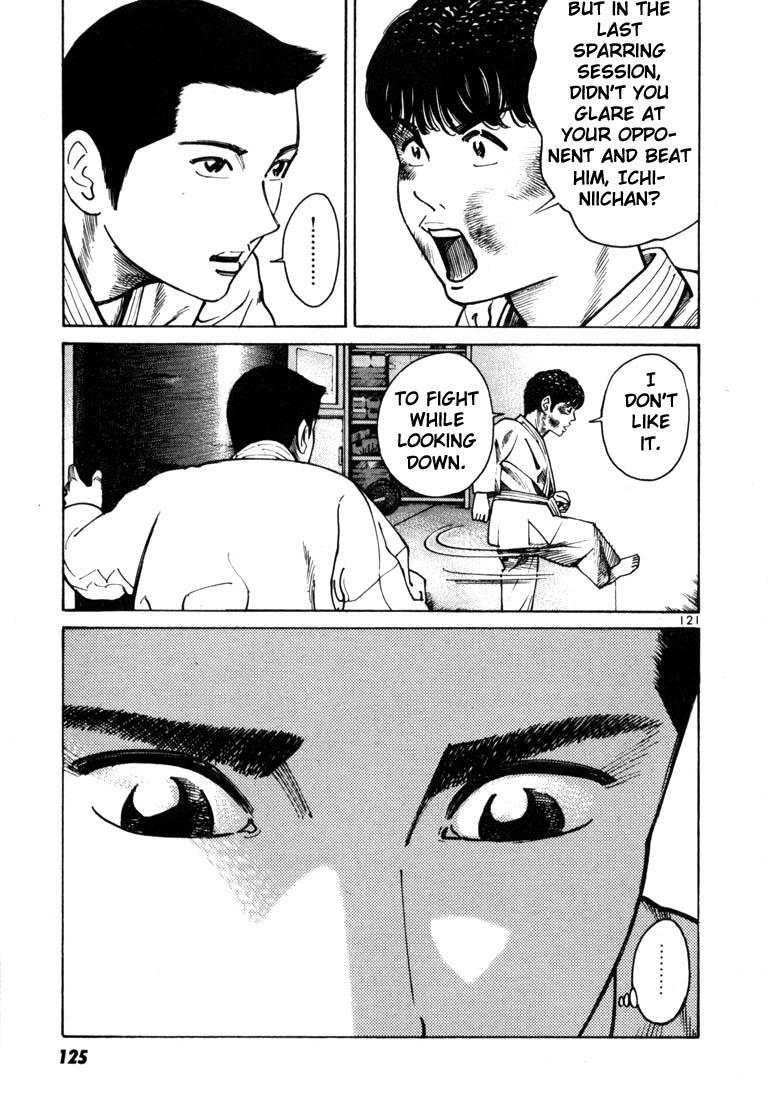 BUT IN THE
LAST
SPARRING
SESSION,
DIDN'T YOU
GLARE AT
YOUR OPPO-
NENT AND BEAT
HIM, ICHI-
NIICHAN?
!........
I
DON'T
LIKE
IT.
TO FIGHT
WHILE
LOOKING
DOWN.
121
........
125